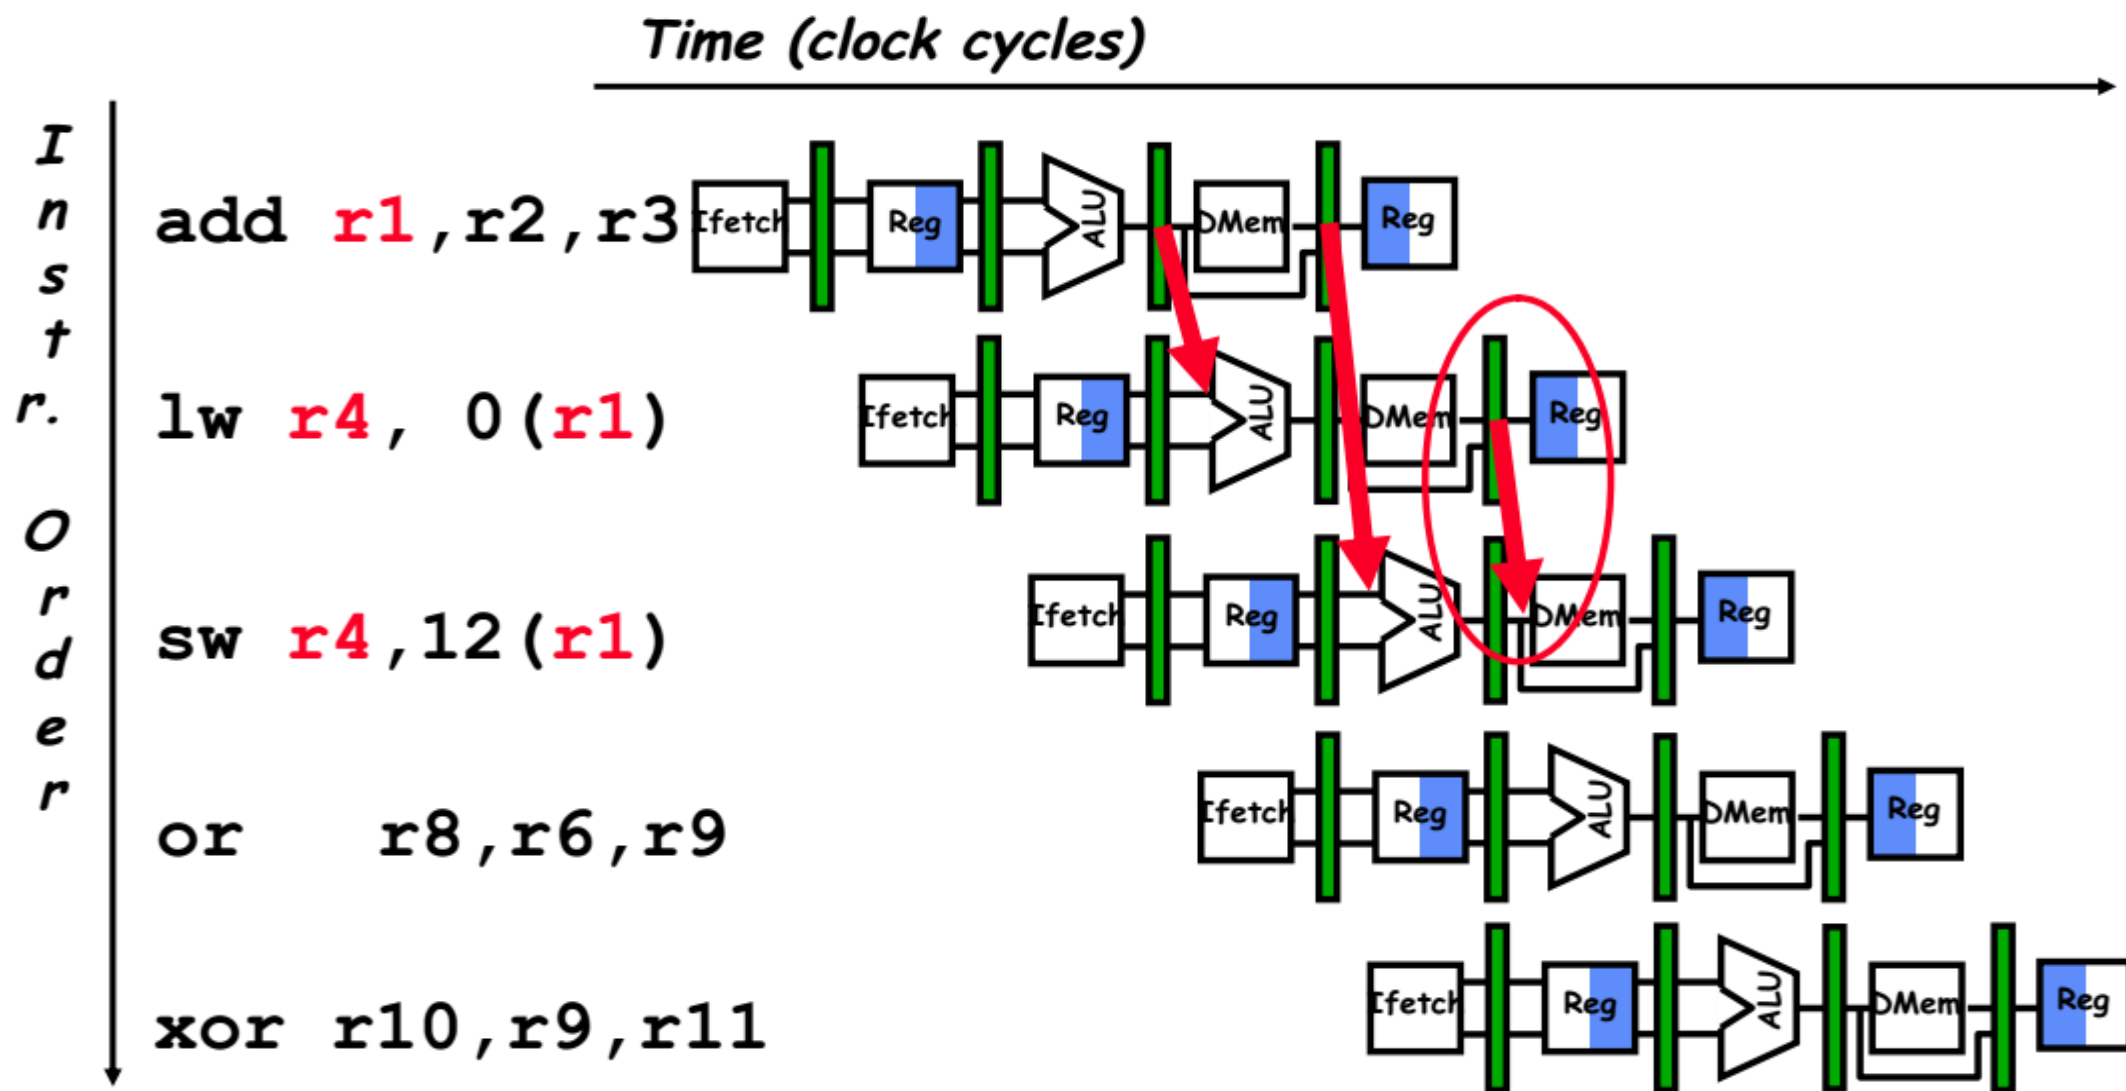 Time (clock cycles)
Instr. Order
add r1,r2,r3 Ifetch Reg ALU DMem Reg
lw r4, 0(r1) Ifetch Reg ALU DMem Reg
sw r4,12(r1) Ifetch Reg ALU DMem Reg
or r8,r6,r9 Ifetch Reg ALU DMem Reg
xor r10,r9,r11 Ifetch Reg ALU DMem Reg